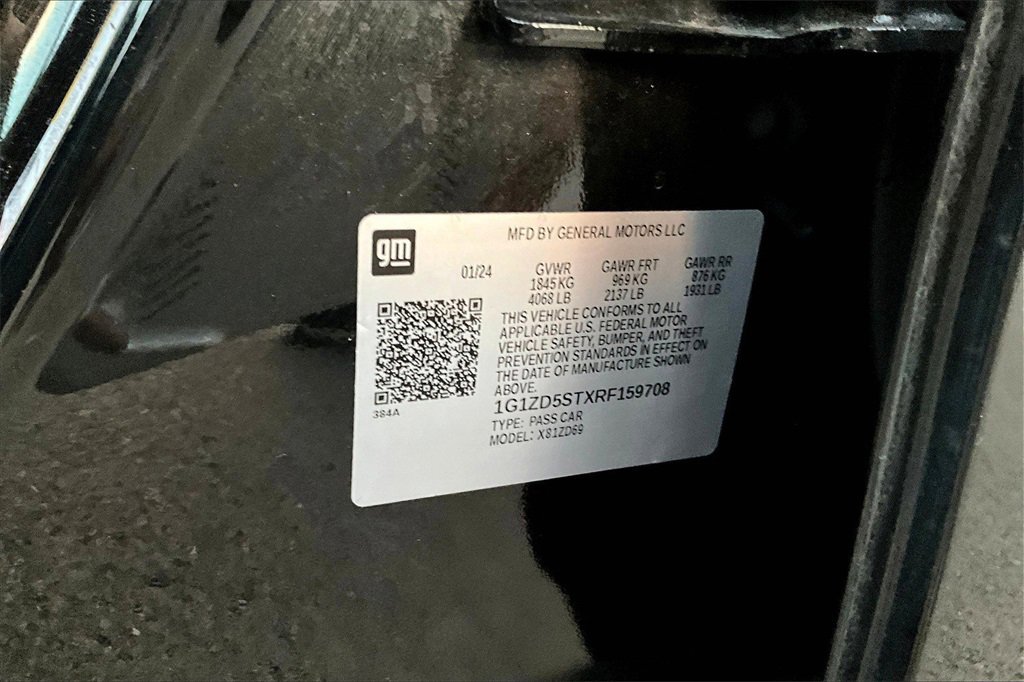 gm
MFD BY GENERAL MOTORS LLC
01/24 GVWR GAWR FRT GAWR RR
1845 KG 969 KG 876 KG
4068 LB 2137 LB 1931 LB
THIS VEHICLE CONFORMS TO ALL
APPLICABLE U.S. FEDERAL MOTOR
VEHICLE SAFETY, BUMPER, AND THEFT
PREVENTION STANDARDS IN EFFECT ON
THE DATE OF MANUFACTURE SHOWN
ABOVE.
384A
1G1ZD5STXRF159708
TYPE: PASS CAR
MODEL: X81ZD69